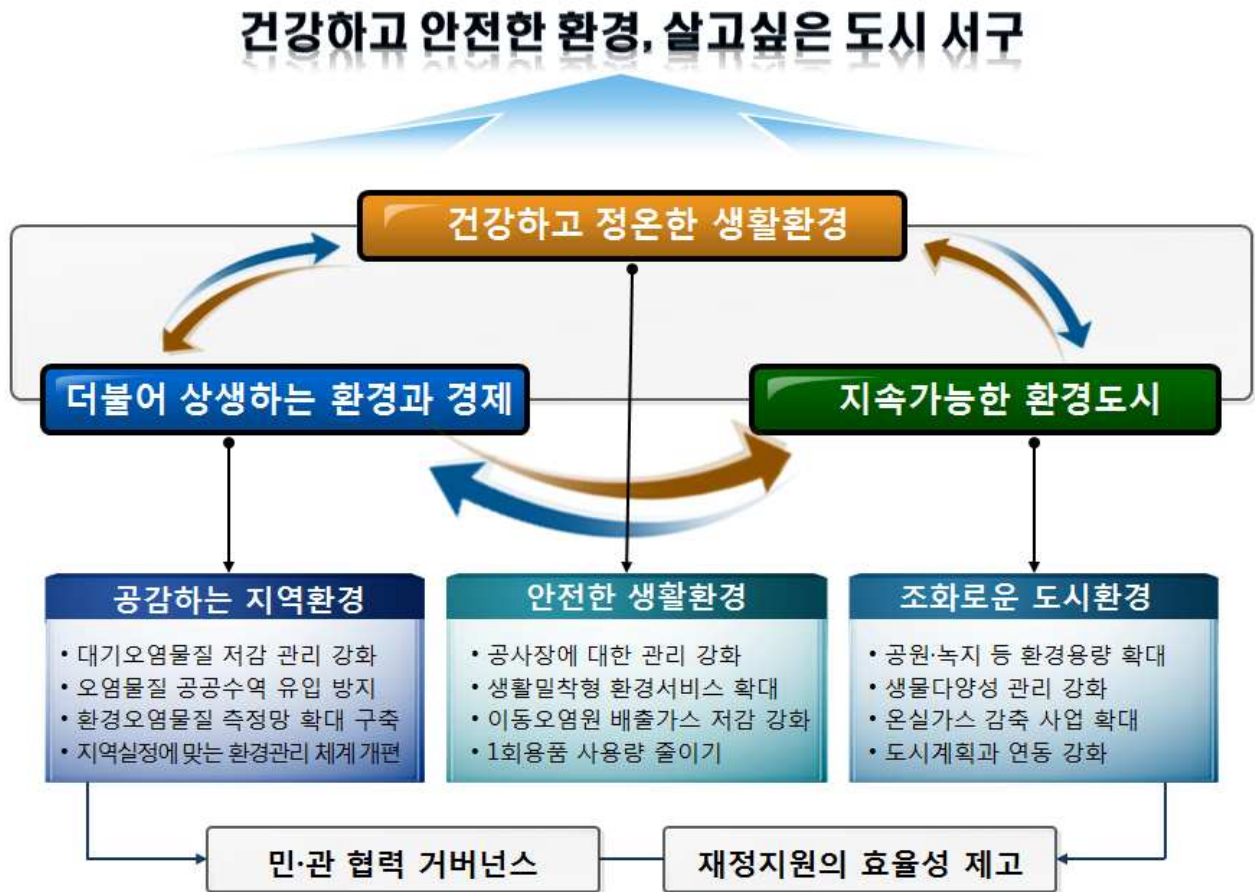 건강하고 안전한 환경, 살고싶은 도시 서구
건강하고 정온한 생활환경
더불어 상생하는 환경과 경제
지속가능한 환경도시
공감하는 지역환경
• 대기오염물질 저감 관리 강화
• 오염물질 공공수역 유입 방지
• 환경오염물질 측정망 확대 구축
• 지역실정에 맞는 환경관리 체계 개편
안전한 생활환경
• 공사장에 대한 관리 강화
• 생활밀착형 환경서비스 확대
• 이동오염원 배출가스 저감 강화
• 1회용품 사용량 줄이기
조화로운 도시환경
• 공원·녹지 등 환경용량 확대
• 생물다양성 관리 강화
• 온실가스 감축 사업 확대
• 도시계획과 연동 강화
민·관 협력 거버넌스
재정지원의 효율성 제고